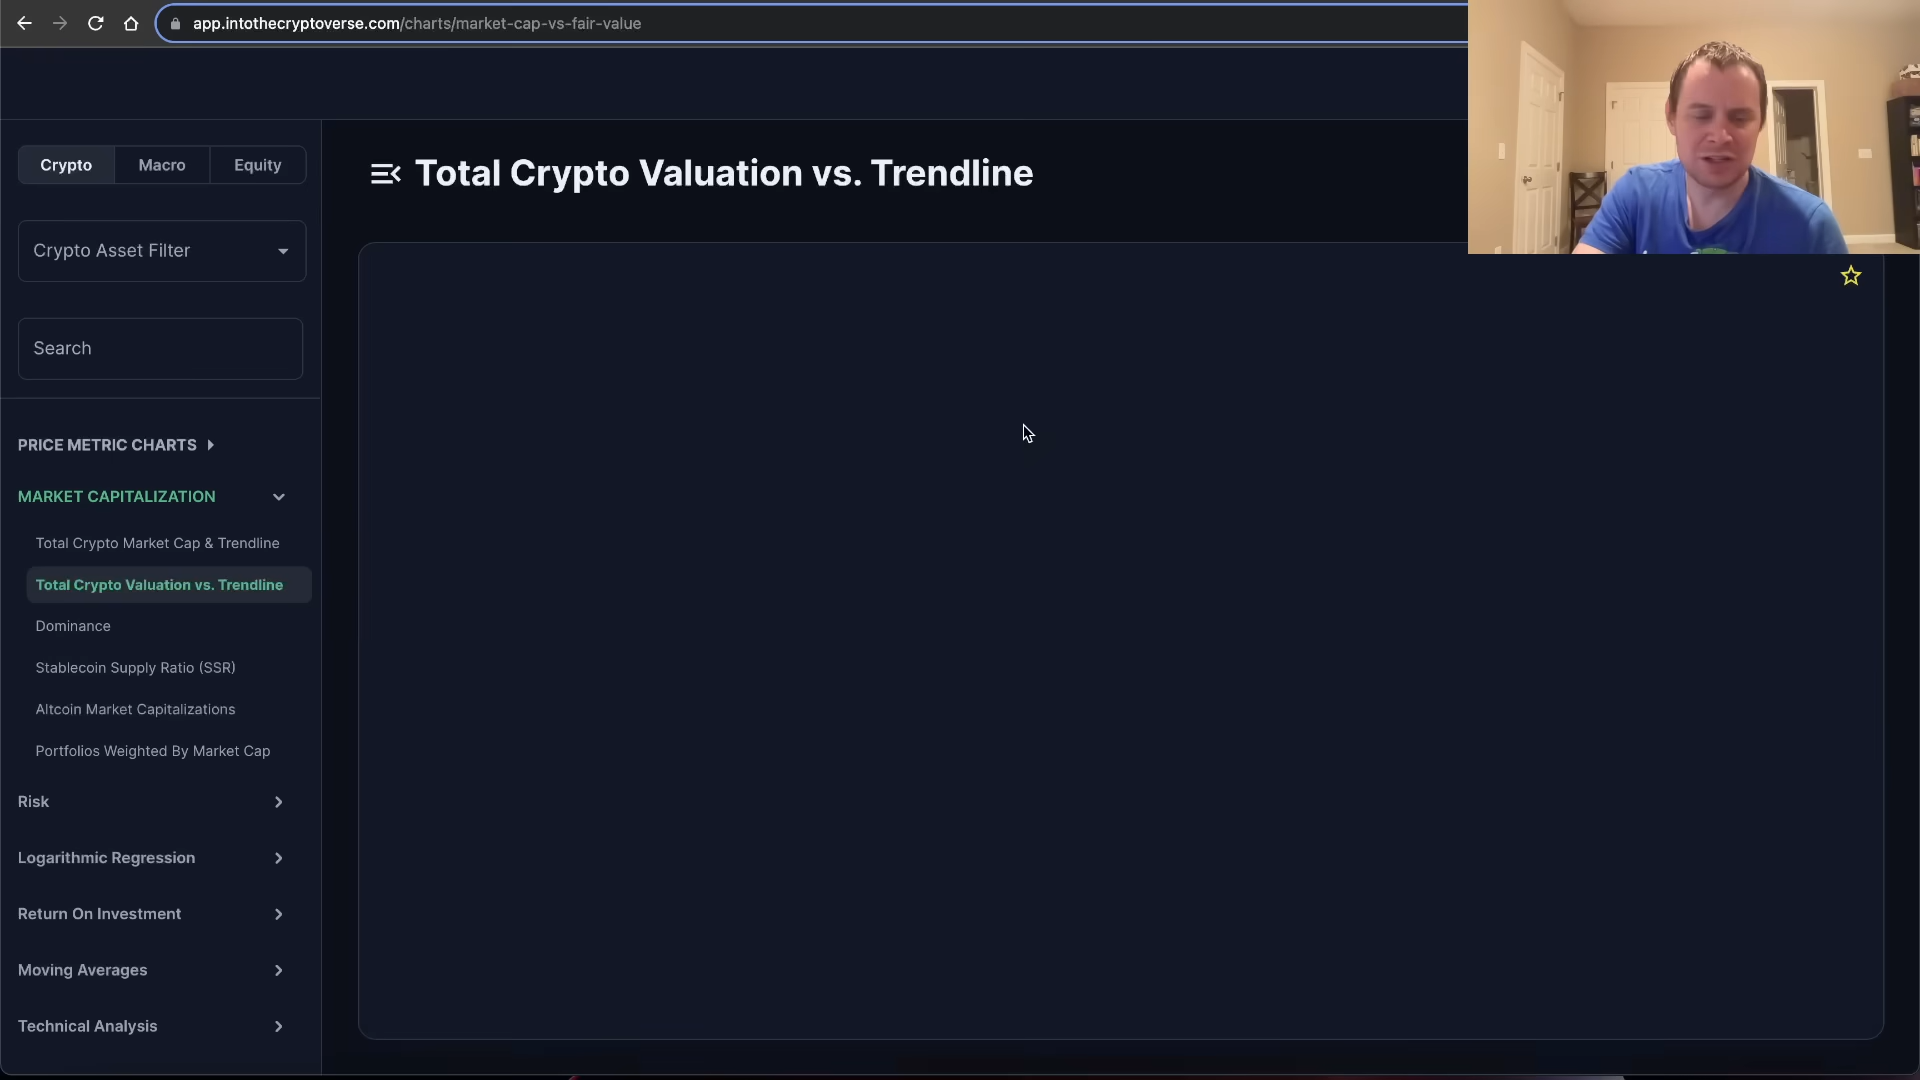 app.intothecryptoverse.com/charts/market-cap-vs-fair-value
Crypto
Macro
Equity
Total Crypto Valuation vs. Trendline
Crypto Asset Filter
Search
PRICE METRIC CHARTS
MARKET CAPITALIZATION
Total Crypto Market Cap & Trendline
Total Crypto Valuation vs. Trendline
Dominance
Stablecoin Supply Ratio (SSR)
Altcoin Market Capitalizations
Portfolios Weighted By Market Cap
Risk
Logarithmic Regression
Return On Investment
Moving Averages
Technical Analysis